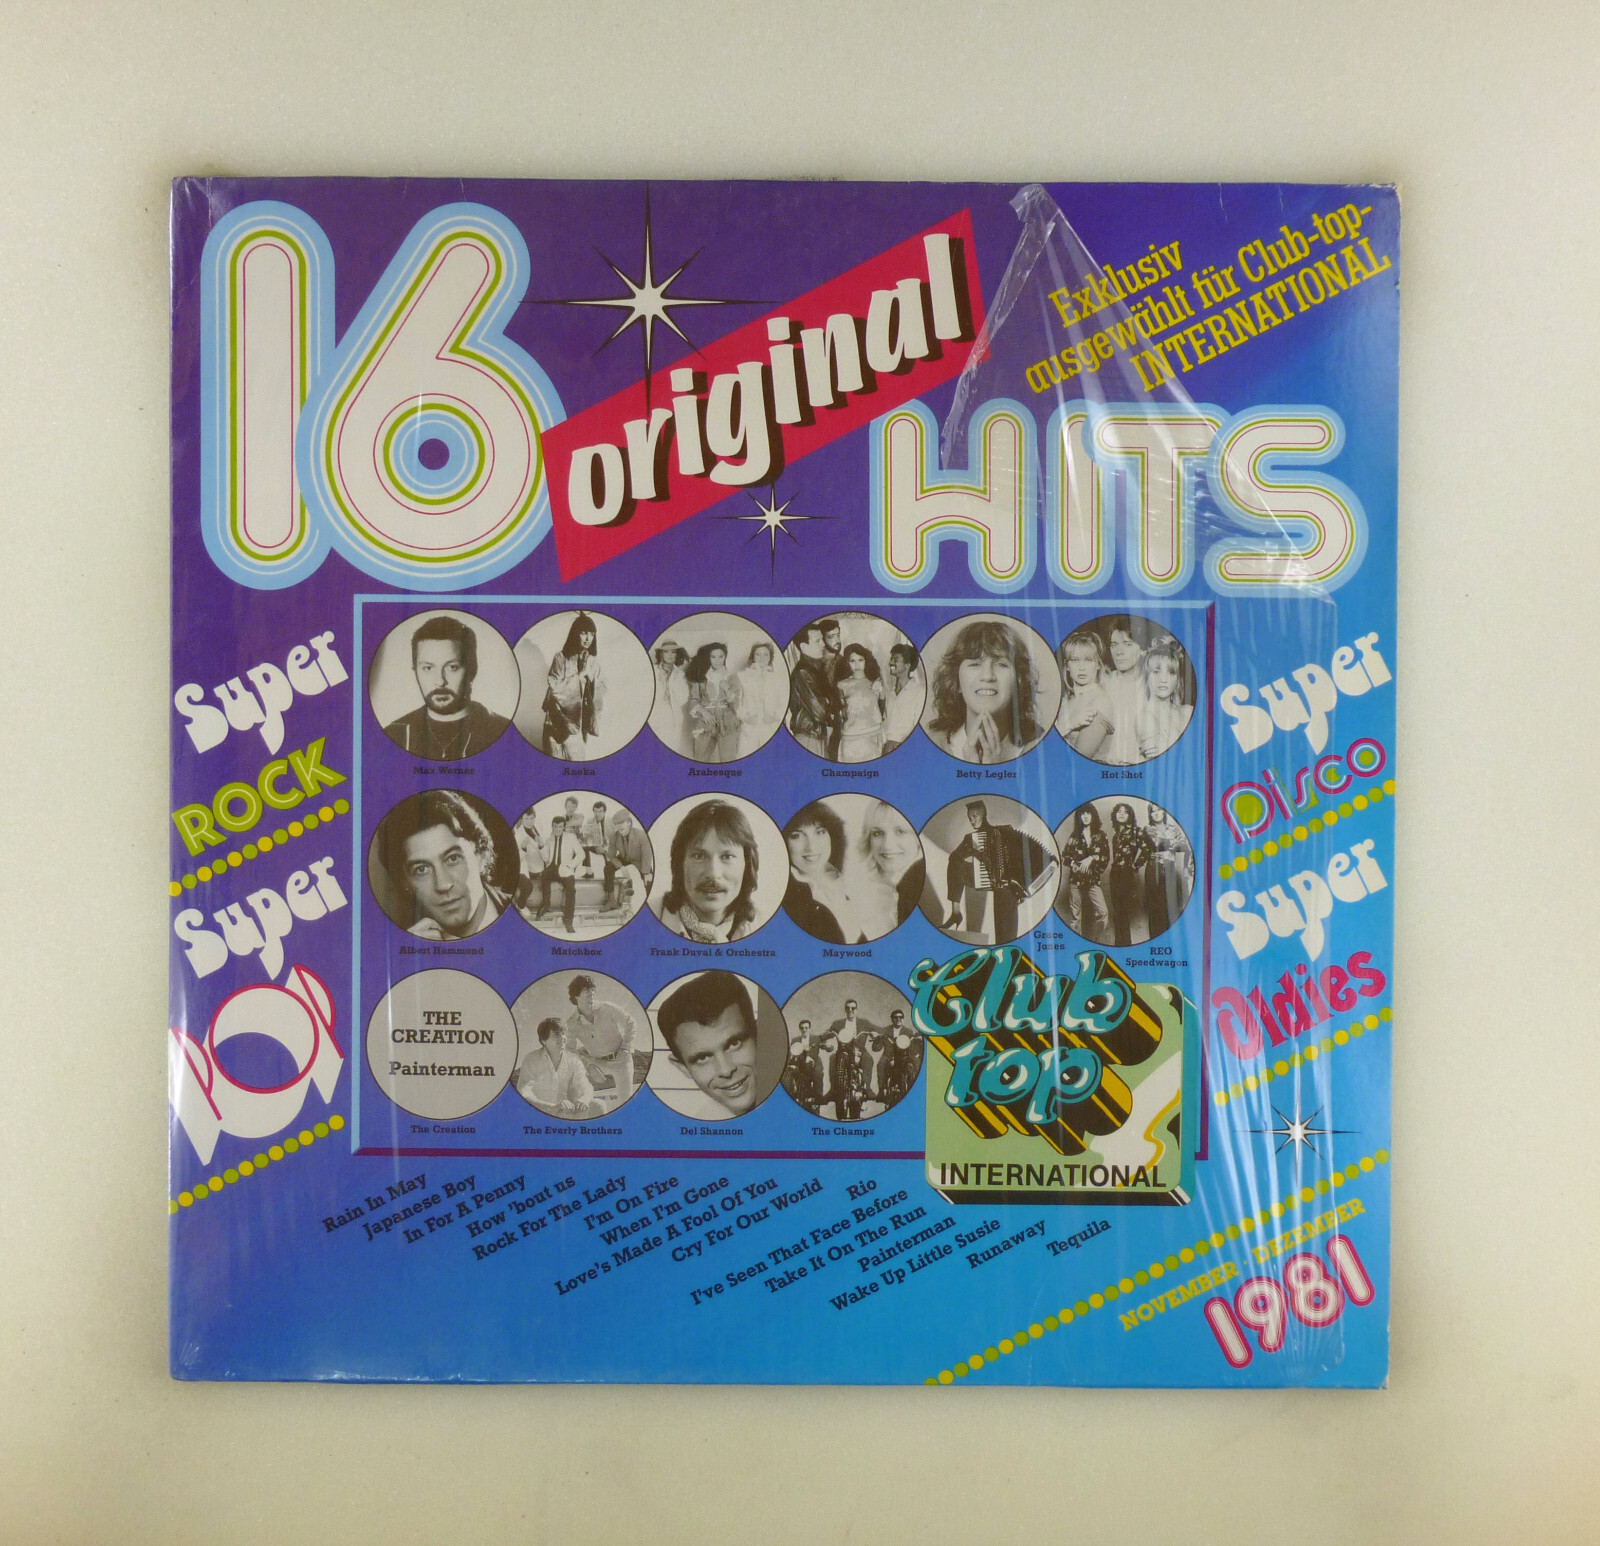 16
original
HITS
Exklusiv
ausgewählt für Club-top-
INTERNATIONAL
Super
ROCK
Super
POP
Super
Disco
Super
Oldies
Max Werner
Aneka
Arabesque
Champaign
Betty Legler
Hot Shot
Albert Hammond
Matchbox
Frank Duval & Orchestra
Maywood
Grace
Jones
REO
Speedwagon
THE
CREATION
Painterman
The Creation
The Everly Brothers
Del Shannon
The Champs
Club
top
INTERNATIONAL
Rain In May
Japanese Boy
In For A Penny
How 'bout us
Rock For The Lady
I'm On Fire
When I'm Gone
Love's Made A Fool Of You
Cry For Our World
Rio
I've Seen That Face Before
Take It On The Run
Painterman
Wake Up Little Susie
Runaway
Tequila
NOVEMBER · DEZEMBER
1981